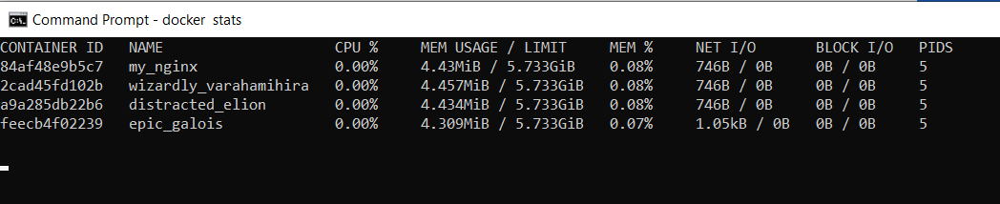 Command Prompt - docker  stats
CONTAINER ID   NAME                    CPU %     MEM USAGE / LIMIT     MEM %     NET I/O         BLOCK I/O   PIDS
84af48e9b5c7   my_nginx                0.00%     4.43MiB / 5.733GiB    0.08%     746B / 0B       0B / 0B     5
2cad45fd102b   wizardly_varahamihira   0.00%     4.457MiB / 5.733GiB   0.08%     746B / 0B       0B / 0B     5
a9a285db22b6   distracted_elion        0.00%     4.434MiB / 5.733GiB   0.08%     746B / 0B       0B / 0B     5
feecb4f02239   epic_galois             0.00%     4.309MiB / 5.733GiB   0.07%     1.05kB / 0B     0B / 0B     5